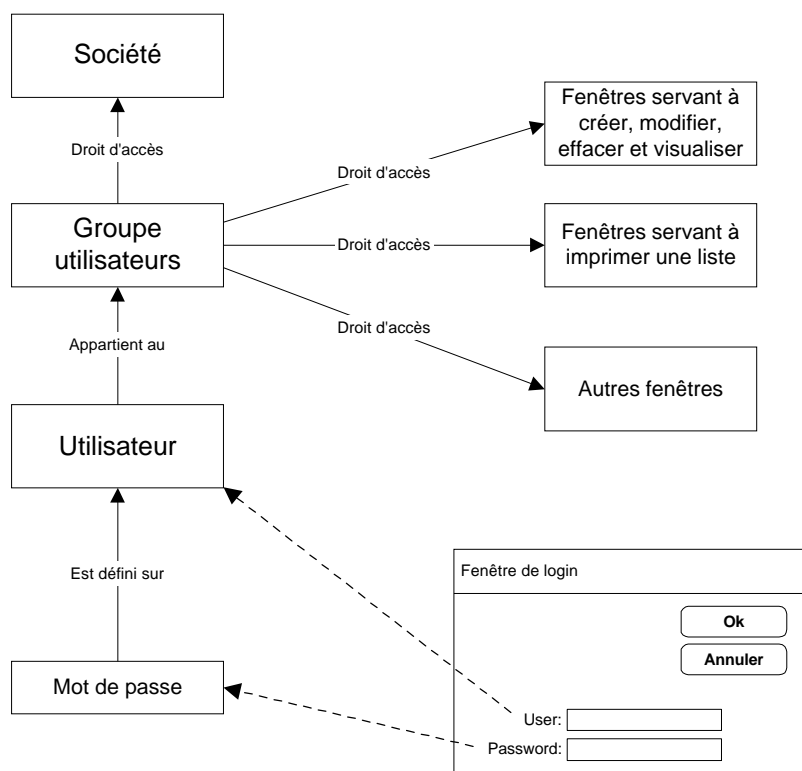 Société
Fenêtres servant à
créer, modifier,
effacer et visualiser
Droit d'accès
Droit d'accès
Groupe
utilisateurs
Droit d'accès
Fenêtres servant à
imprimer une liste
Droit d'accès
Appartient au
Autres fenêtres
Utilisateur
Est défini sur
Fenêtre de login
Ok
Annuler
Mot de passe
User:
Password: